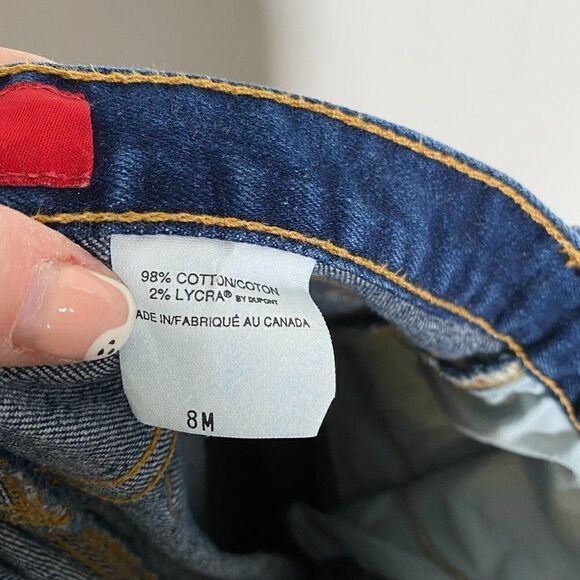 98% COTTON/COTON
2% LYCRA® BY DUPONT
ADE IN/FABRIQUÉ AU CANADA
8M